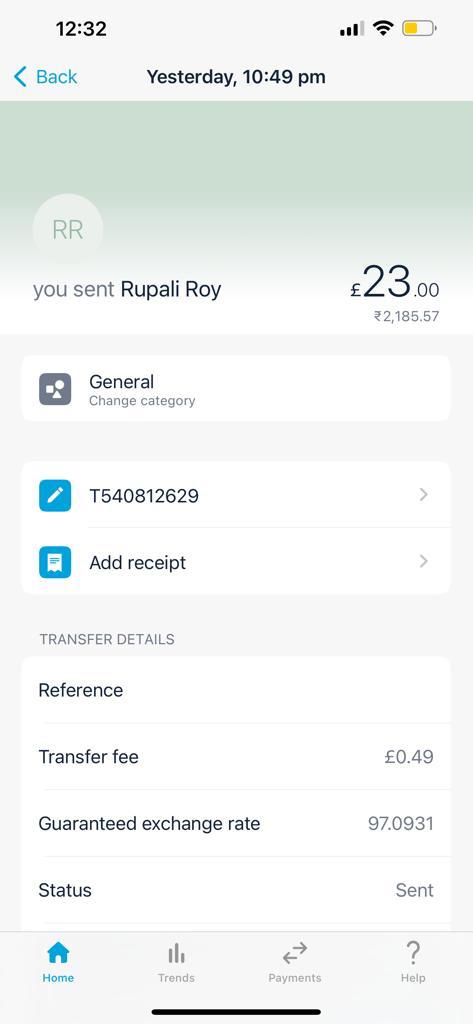 12:32
Back
Yesterday, 10:49 pm
RR
you sent Rupali Roy
£23.00
₹2,185.57
General
Change category
T540812629
Add receipt
TRANSFER DETAILS
Reference
Transfer fee £0.49
Guaranteed exchange rate 97.0931
Status Sent
Home Trends Payments Help